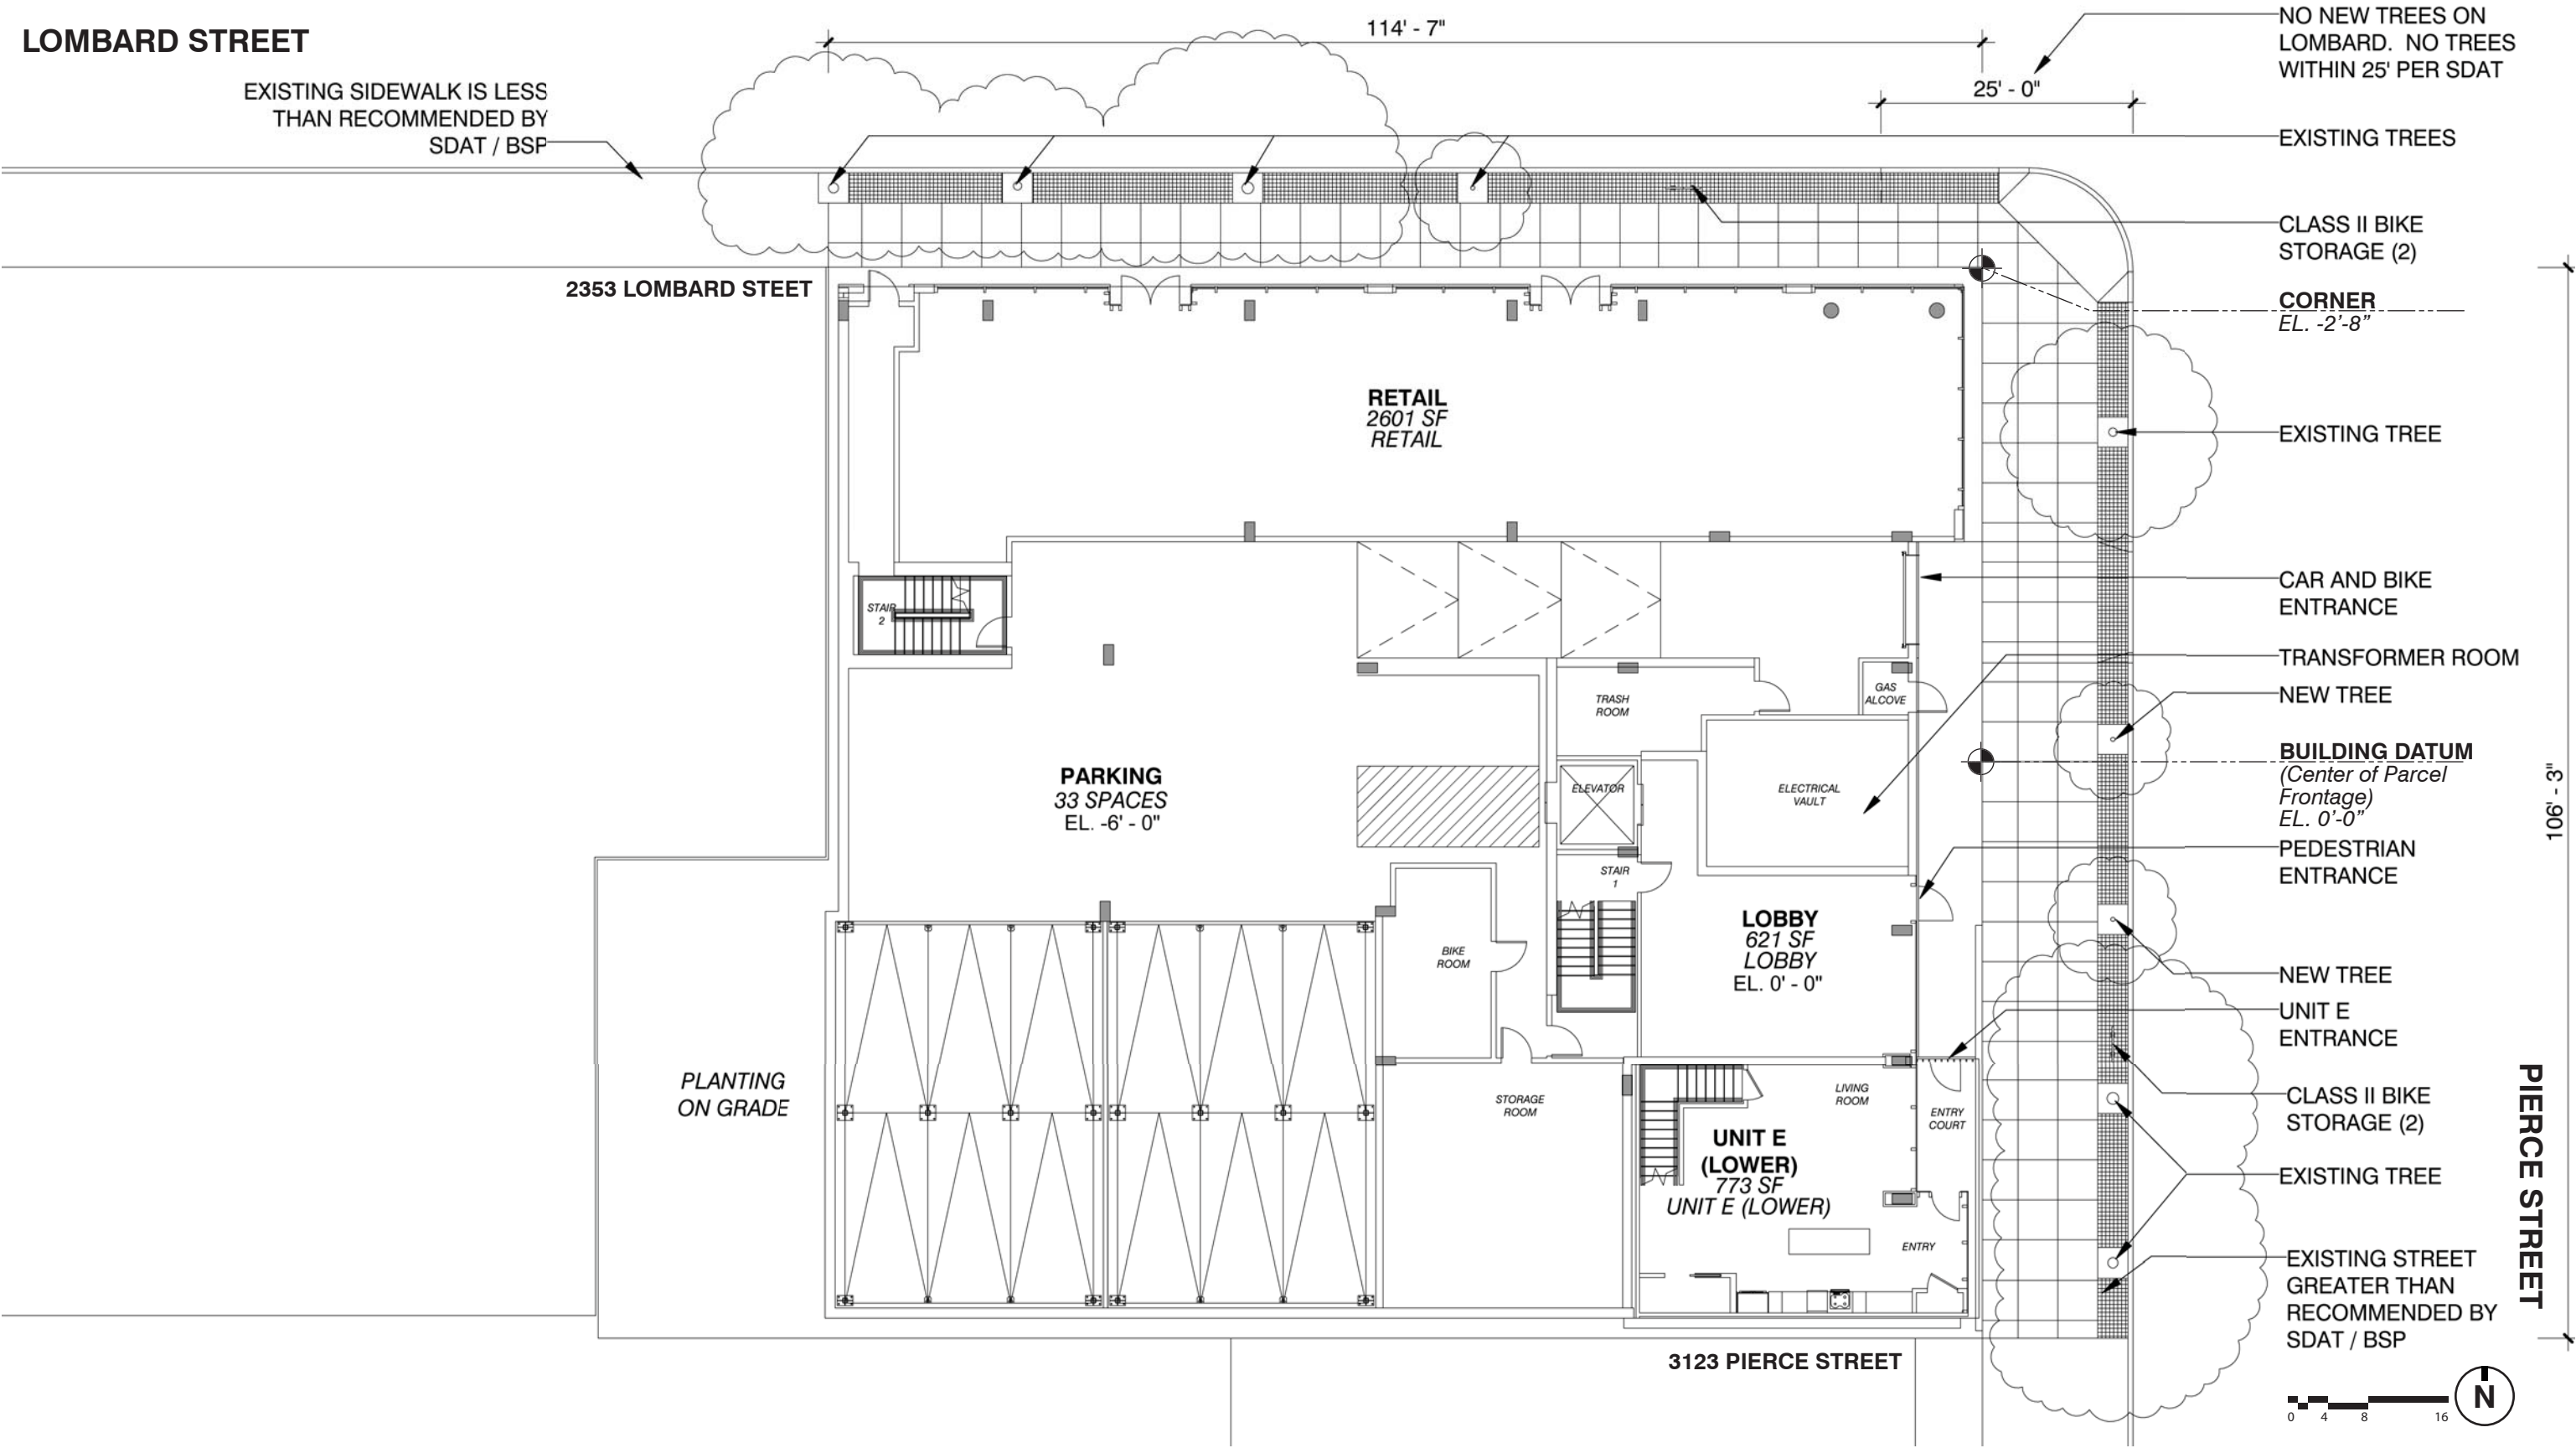 LOMBARD STREET
114' - 7"
NO NEW TREES ON
LOMBARD. NO TREES
WITHIN 25' PER SDAT
25' - 0"
EXISTING SIDEWALK IS LESS
THAN RECOMMENDED BY
SDAT / BSP
EXISTING TREES
CLASS II BIKE
STORAGE (2)
2353 LOMBARD STEET
CORNER
EL. -2'-8”
RETAIL
2601 SF
RETAIL
EXISTING TREE
CAR AND BIKE
ENTRANCE
STAIR
2
TRANSFORMER ROOM
GAS
ALCOVE
TRASH
ROOM
NEW TREE
BUILDING DATUM
(Center of Parcel
Frontage)
EL. 0'-0”
106' - 3"
PARKING
33 SPACES
EL. -6' - 0"
ELEVATOR
ELECTRICAL
VAULT
PEDESTRIAN
ENTRANCE
STAIR
1
LOBBY
621 SF
LOBBY
EL. 0' - 0"
BIKE
ROOM
NEW TREE
UNIT E
ENTRANCE
PLANTING
ON GRADE
STORAGE
ROOM
LIVING
ROOM
ENTRY
COURT
CLASS II BIKE
STORAGE (2)
UNIT E
(LOWER)
773 SF
UNIT E (LOWER)
EXISTING TREE
PIERCE STREET
ENTRY
EXISTING STREET
GREATER THAN
RECOMMENDED BY
SDAT / BSP
3123 PIERCE STREET
N
0 4 8 16